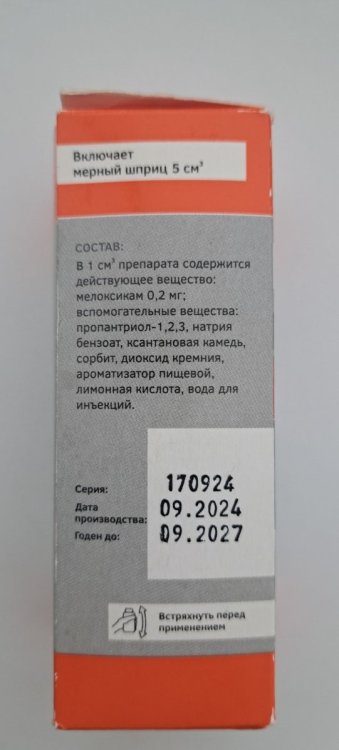 Включает
мерный шприц 5 см³
СОСТАВ:
В 1 см³ препарата содержится
действующее вещество:
мелоксикам 0,2 мг;
вспомогательные вещества:
пропантриол-1,2,3, натрия
бензоат, ксантановая камедь,
сорбит, диоксид кремния,
ароматизатор пищевой,
лимонная кислота, вода для
инъекций.
Серия: 170924
Дата
производства: 09.2024
Годен до: 09.2027
Встряхнуть перед
применением